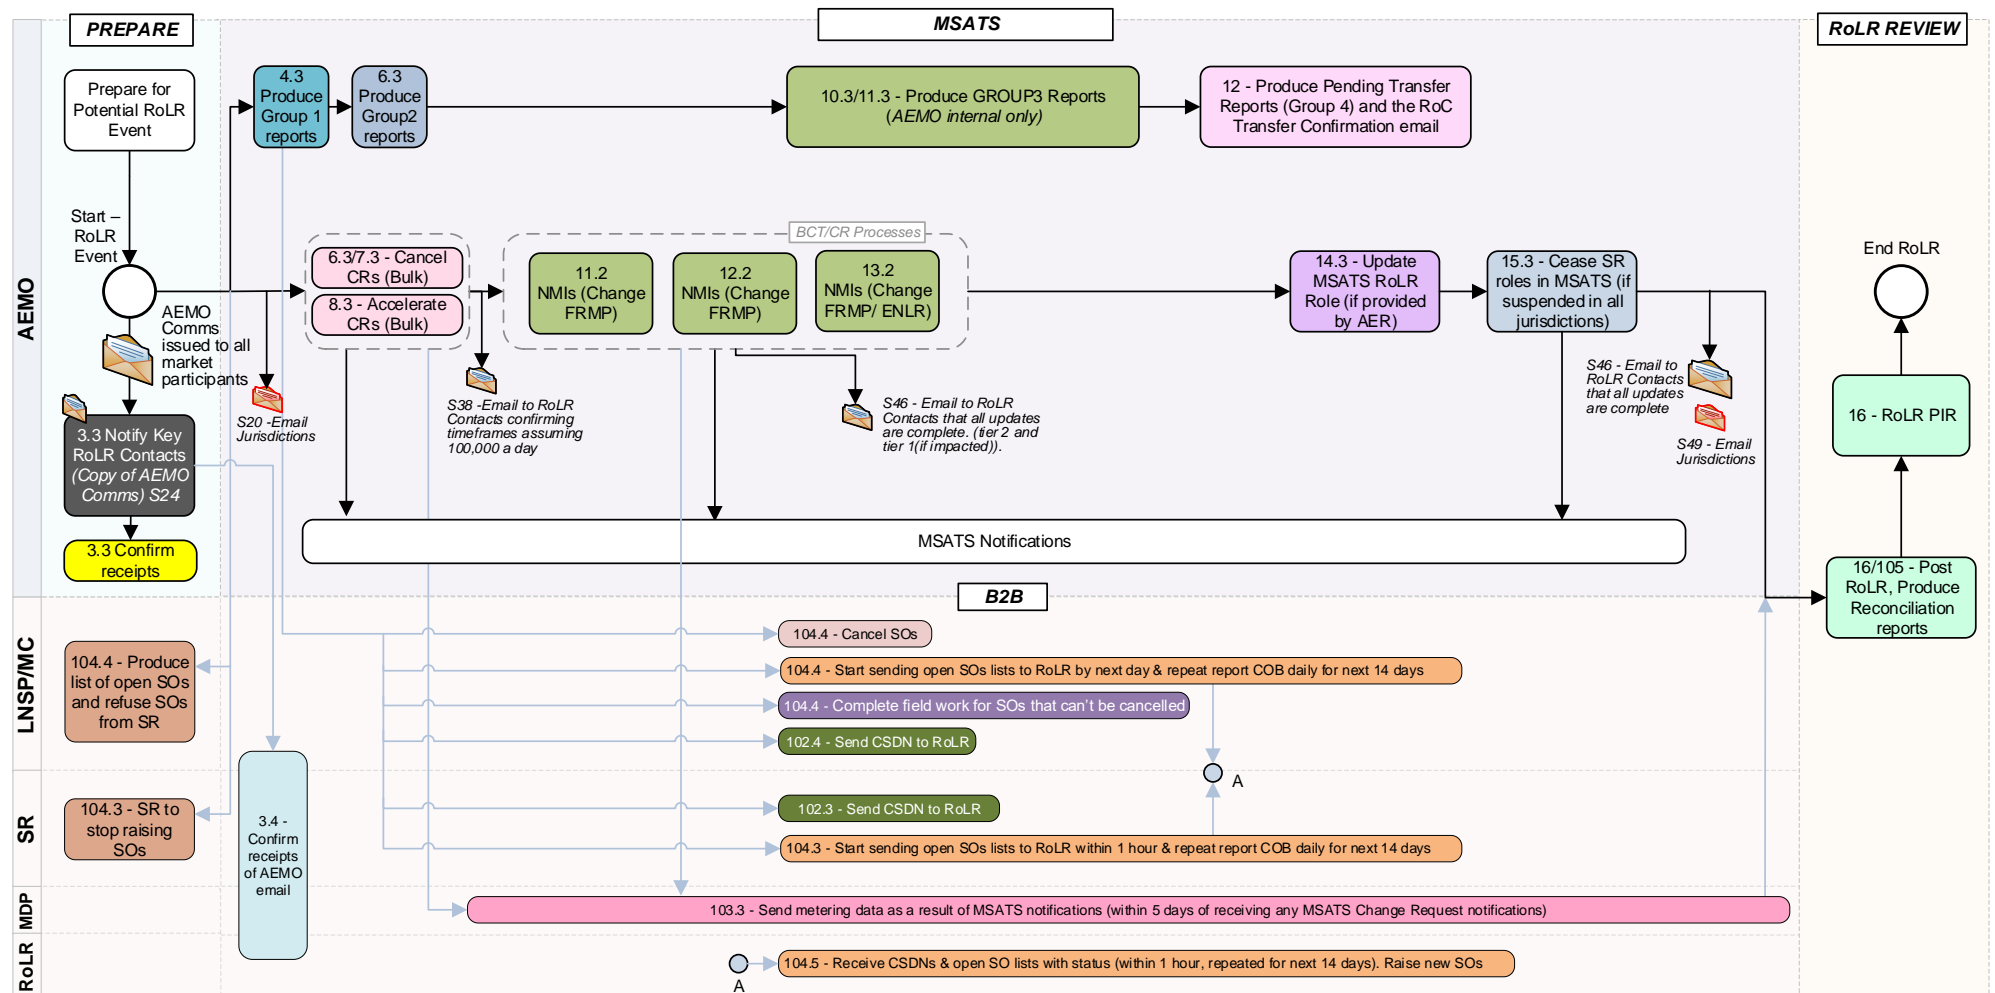 PREPARE
MSATS
RoLR REVIEW
AEMO
LNSP/MC
SR
MDP
RoLR
Prepare for
Potential RoLR
Event
Start –
RoLR
Event
AEMO
Comms
issued to all
market
participants
3.3 Notify Key
RoLR Contacts
(Copy of AEMO
Comms) S24
3.3 Confirm
receipts
4.3
Produce
Group 1
reports
6.3
Produce
Group2
reports
10.3/11.3 - Produce GROUP3 Reports
(AEMO internal only)
12 - Produce Pending Transfer
Reports (Group 4) and the RoC
Transfer Confirmation email
S20 -Email
Jurisdictions
6.3/7.3 - Cancel
CRs (Bulk)
8.3 - Accelerate
CRs (Bulk)
S38 -Email to RoLR
Contacts confirming
timeframes assuming
100,000 a day
BCT/CR Processes
11.2
NMIs (Change
FRMP)
12.2
NMIs (Change
FRMP)
13.2
NMIs (Change
FRMP/ ENLR)
S46 - Email to RoLR
Contacts that all updates
are complete. (tier 2 and
tier 1(if impacted)).
14.3 - Update
MSATS RoLR
Role (if provided
by AER)
15.3 - Cease SR
roles in MSATS (if
suspended in all
jurisdictions)
S46 - Email to
RoLR Contacts
that all updates
are complete
S49 - Email
Jurisdictions
MSATS Notifications
End RoLR
16 - RoLR PIR
16/105 - Post
RoLR, Produce
Reconciliation
reports
B2B
104.4 - Produce
list of open SOs
and refuse SOs
from SR
104.4 - Cancel SOs
104.4 - Start sending open SOs lists to RoLR by next day & repeat report COB daily for next 14 days
104.4 - Complete field work for SOs that can't be cancelled
102.4 - Send CSDN to RoLR
A
104.3 - SR to
stop raising
SOs
3.4 -
Confirm
receipts
of AEMO
email
102.3 - Send CSDN to RoLR
104.3 - Start sending open SOs lists to RoLR within 1 hour & repeat report COB daily for next 14 days
103.3 - Send metering data as a result of MSATS notifications (within 5 days of receiving any MSATS Change Request notifications)
A
104.5 - Receive CSDNs & open SO lists with status (within 1 hour, repeated for next 14 days). Raise new SOs